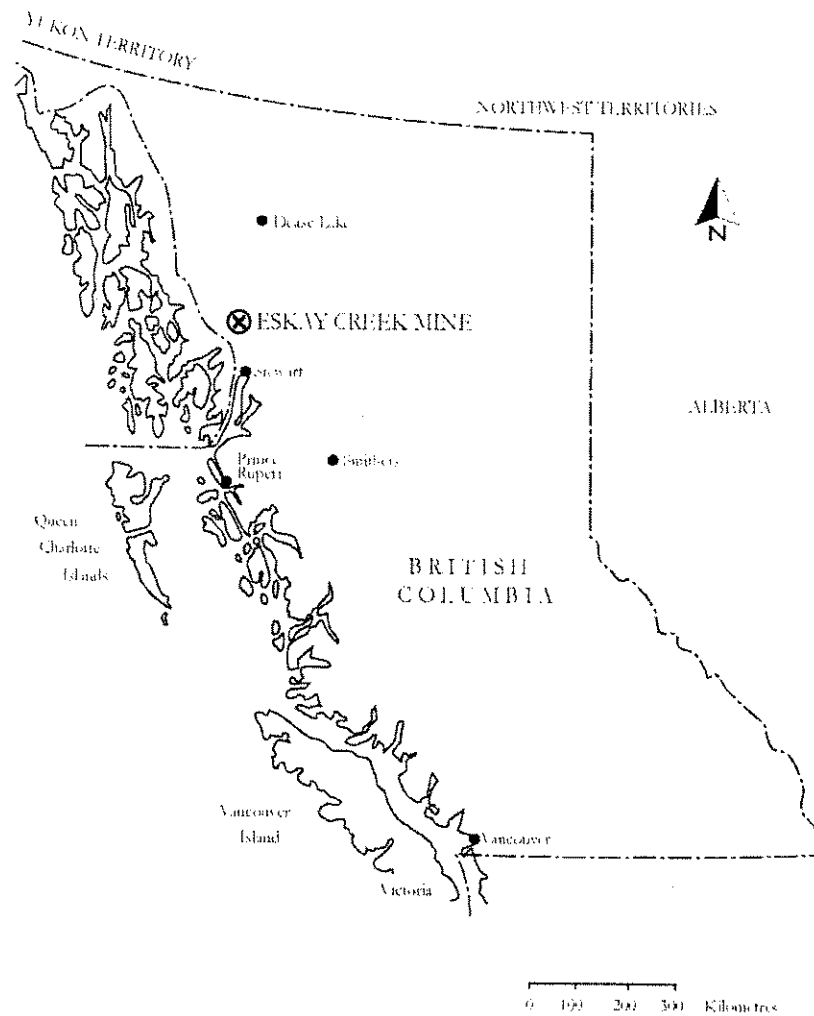 YUKON TERRITORY
NORTHWEST TERRITORIES
Dease Lake
N
ESKAY CREEK MINE
Stewart
ALBERTA
Prince
Rupert
Smithers
Queen
Charlotte
Islands
BRITISH
COLUMBIA
Vancouver
Island
Vancouver
Victoria
0 100 200 300 Kilometres